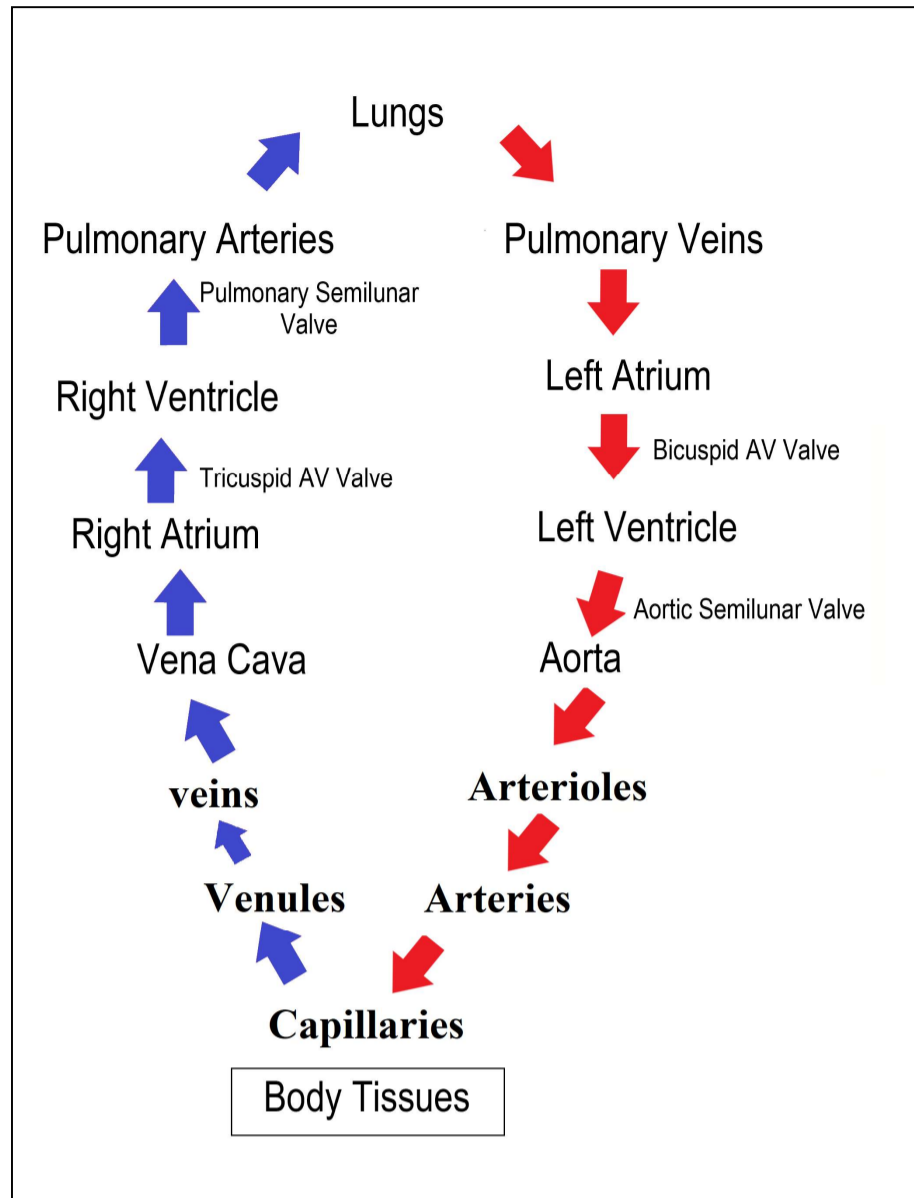 Lungs
Pulmonary Arteries
Pulmonary Veins
Pulmonary Semilunar
Valve
Left Atrium
Right Ventricle
Bicuspid AV Valve
Tricuspid AV Valve
Left Ventricle
Right Atrium
Aortic Semilunar Valve
Vena Cava
Aorta
veins
Arterioles
Venules
Arteries
Capillaries
Body Tissues